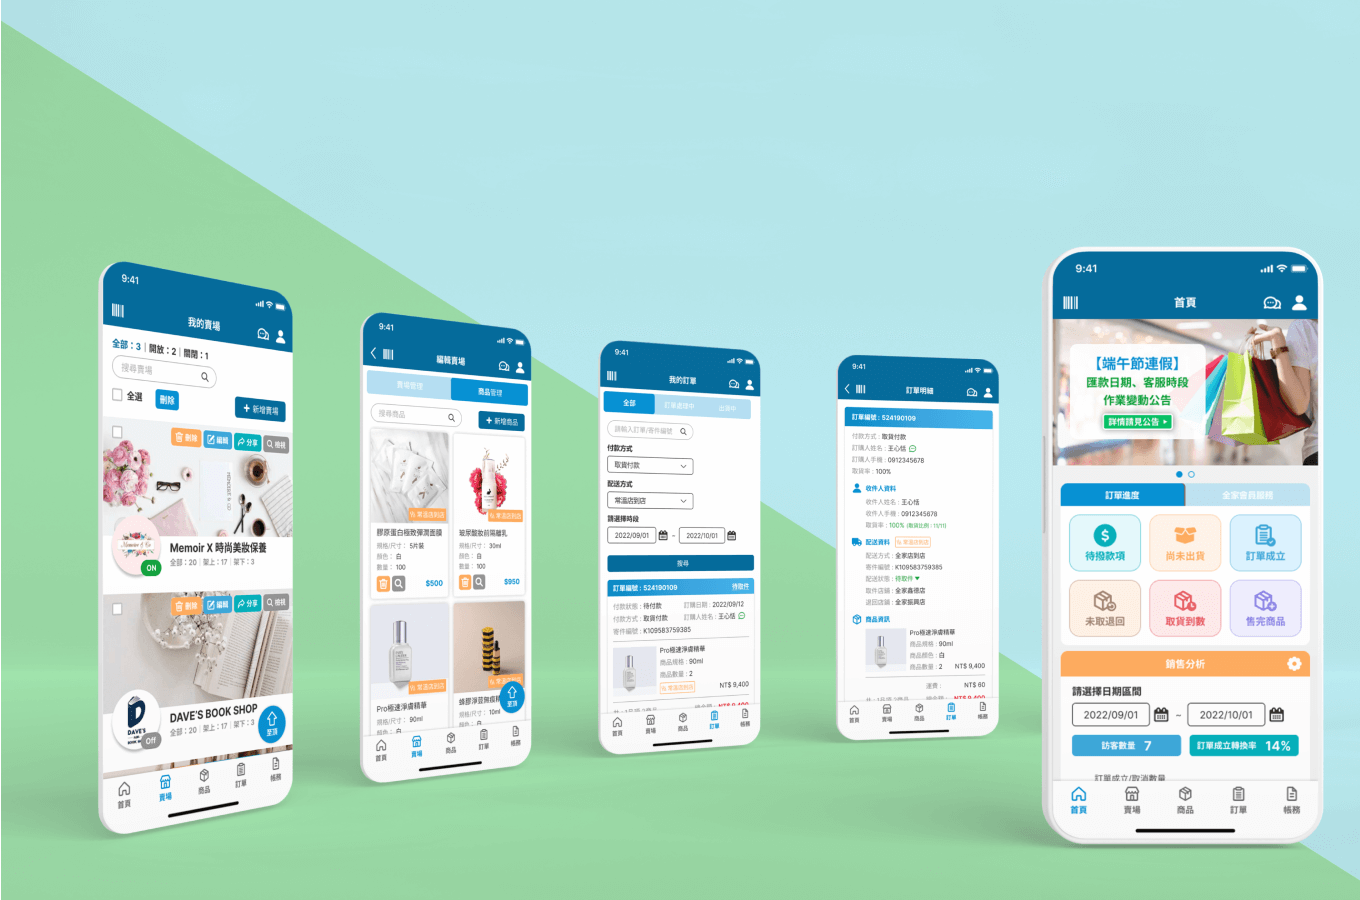 9:41
我的賣場
全部：3｜開放：2｜關閉：1
搜尋賣場
全選
刪除
＋新增賣場
刪除
編輯
分享
檢視
Memoir X 時尚美妝保養
全部：20｜架上：17｜架下：3
ON
刪除
編輯
分享
檢視
DAVE'S
DAVE'S BOOK SHOP
全部：20｜架上：17｜架下：3
Off
至頂
首頁
賣場
商品
訂單
帳務
9:41
編輯賣場
賣場管理
商品管理
搜尋商品
＋新增商品
常溫店到店
膠原蛋白極致彈潤面膜
規格/尺寸： 5片裝
顏色： 白
數量： 100
$500
常溫店到店
玻尿酸妝前隔離乳
規格/尺寸： 30ml
顏色： 白
數量： 100
$950
常溫店到店
Pro極速淨膚精華
規格/尺寸： 90ml
顏色： 白
常溫店到店
規格/尺寸： 10ml
至頂
首頁
賣場
商品
訂單
帳務
9:41
我的訂單
全部
訂單處理中
出貨中
請輸入訂單/寄件編號
付款方式
取貨付款
配送方式
常溫店到店
請選擇時段
2022/09/01
-
2022/10/01
搜尋
訂單編號：524190109
待取件
付款狀態：待付款
訂購日期：2022/09/12
付款方式：取貨付款
訂購人姓名：王心恬
寄件編號：K109583759385
Pro極速淨膚精華
商品規格：90ml
商品數量：2
常溫店到店
NT$ 9,400
首頁
賣場
商品
訂單
帳務
9:41
訂單明細
訂單編號：524190109
付款方式：取貨付款
訂購人姓名：王心恬
訂購人手機：0912345678
取貨率：100%
收件人資料
收件人姓名：王心恬
收件人手機：0912345678
取貨率：100% (取貨比例：11/11)
配送資料
常溫店到店
配送方式：全家店到店
寄件編號：K109583759385
配送狀態：待取件
取件店舖：全家鑫德店
退回店舖：全家振興店
商品資訊
Pro極速淨膚精華
商品規格：90ml
商品顏色：白
商品數量：2
NT$ 9,400
運費：
NT$ 60
首頁
賣場
商品
訂單
帳務
9:41
首頁
【端午節連假】
匯款日期、客服時段
作業變動公告
詳情請見公告
訂單進度
全家會員服務
待撥款項
尚未出貨
訂單成立
未取退回
取貨到數
售完商品
銷售分析
請選擇日期區間
2022/09/01
-
2022/10/01
訪客數量 7
訂單成立轉換率 14%
訂單成立/取消數量
首頁
賣場
商品
訂單
帳務